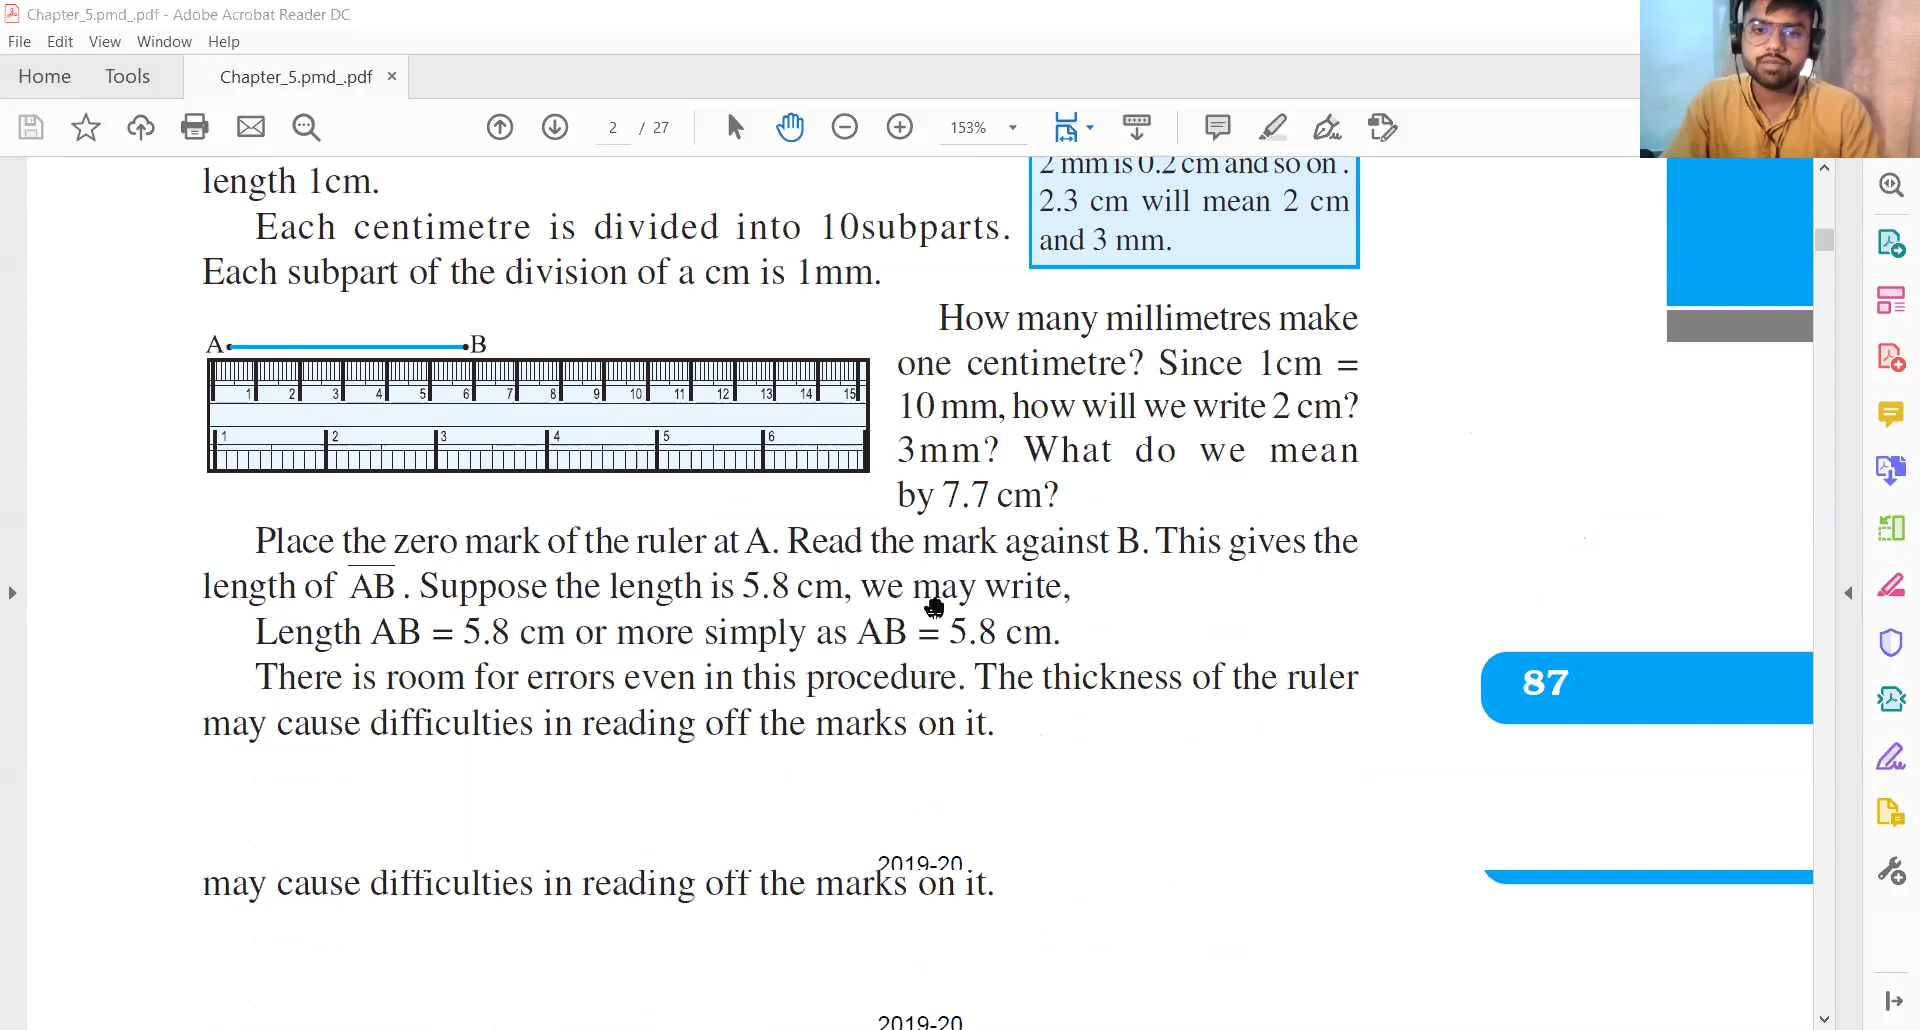 Chapter_5.pmd_.pdf - Adobe Acrobat Reader DC
File Edit View Window Help
Home Tools Chapter_5.pmd_.pdf ×
2 / 27 153%
length 1cm.
Each centimetre is divided into 10subparts.
Each subpart of the division of a cm is 1mm.
2 mm is 0.2 cm and so on .
2.3 cm will mean 2 cm
and 3 mm.
How many millimetres make
one centimetre? Since 1cm =
10 mm, how will we write 2 cm?
3mm? What do we mean
by 7.7 cm?
A B
1 2 3 4 5 6 7 8 9 10 11 12 13 14 15
1 2 3 4 5 6
Place the zero mark of the ruler at A. Read the mark against B. This gives the
length of AB . Suppose the length is 5.8 cm, we may write,
Length AB = 5.8 cm or more simply as AB = 5.8 cm.
There is room for errors even in this procedure. The thickness of the ruler
may cause difficulties in reading off the marks on it.
87
2019-20
may cause difficulties in reading off the marks on it.
2019-20